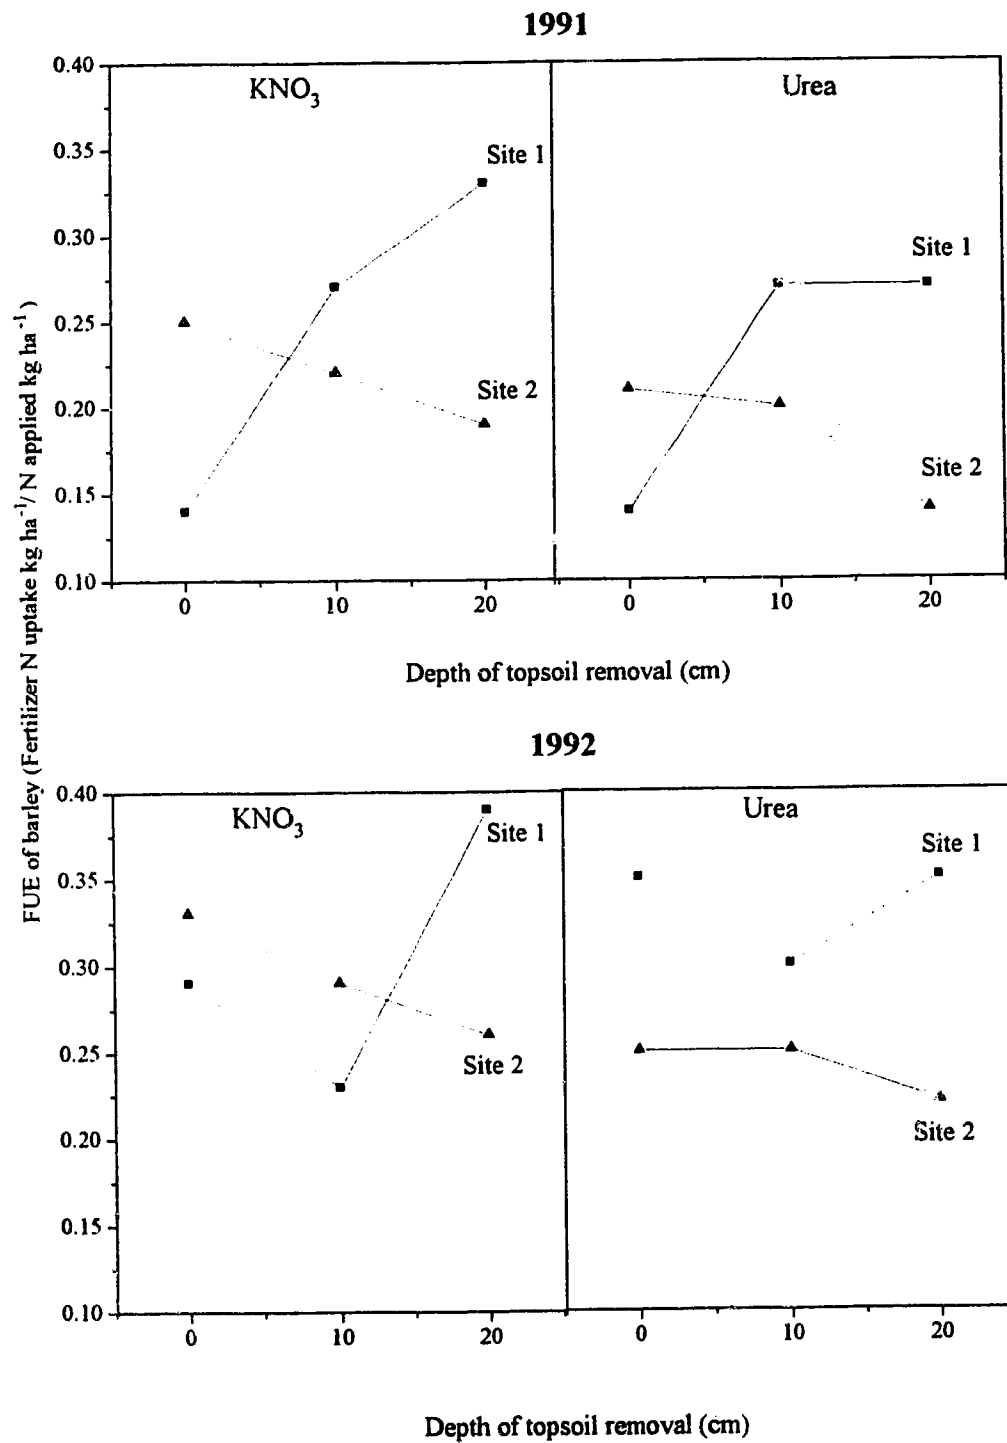 1991
KNO3
Urea
0.40
0.35
0.30
0.25
0.20
0.15
0.10
Site 1
Site 2
Site 1
Site 2
0 10 20 0 10 20
Depth of topsoil removal (cm)
FUE of barley (Fertilizer N uptake kg ha⁻¹/ N applied kg ha⁻¹)
1992
KNO3
Urea
0.40
0.35
0.30
0.25
0.20
0.15
0.10
Site 1
Site 2
Site 1
Site 2
0 10 20 0 10 20
Depth of topsoil removal (cm)